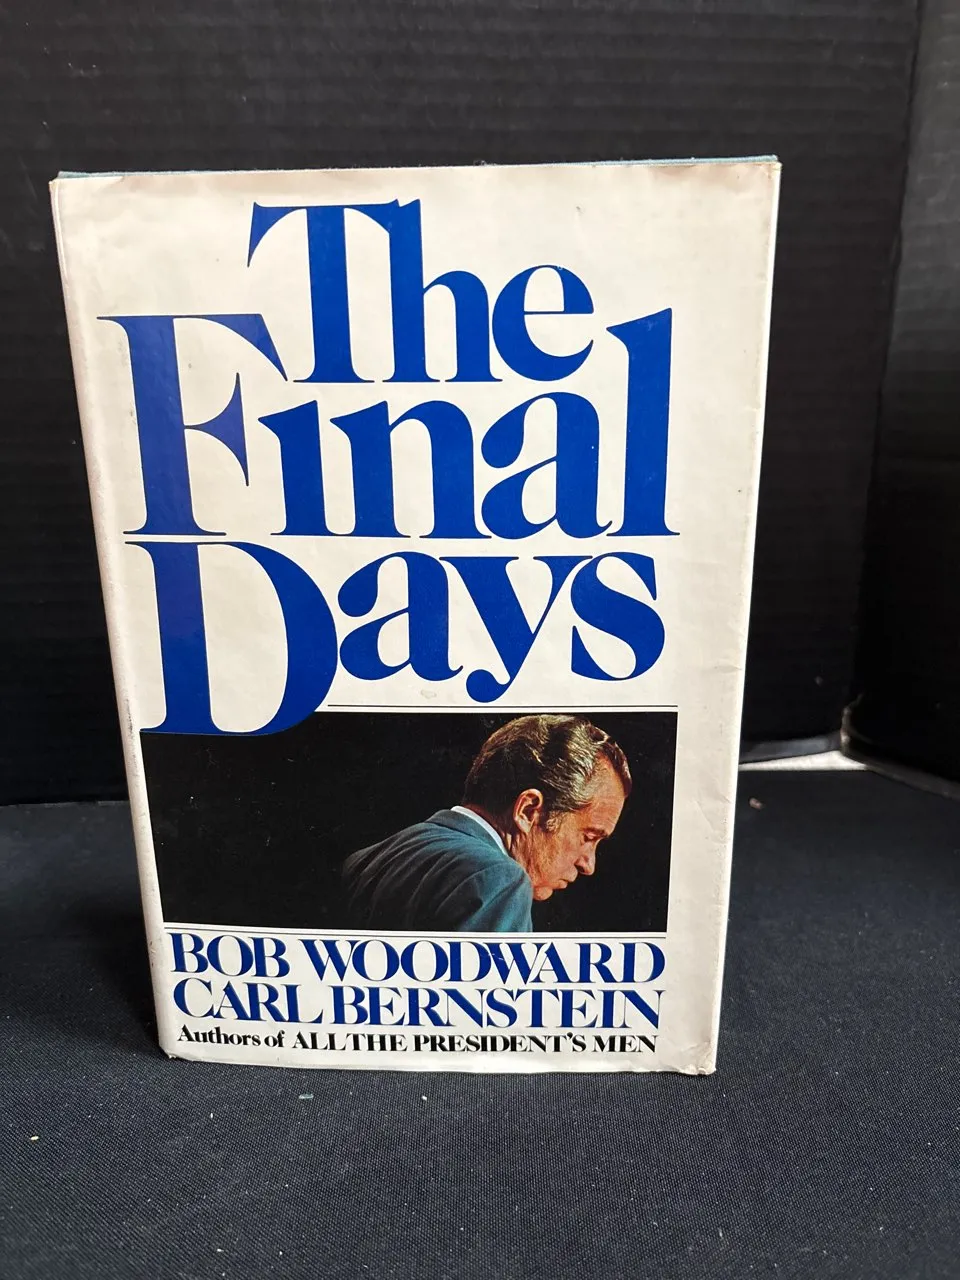 The
Final
Days
BOB WOODWARD
CARL BERNSTEIN
Authors of ALL THE PRESIDENT'S MEN